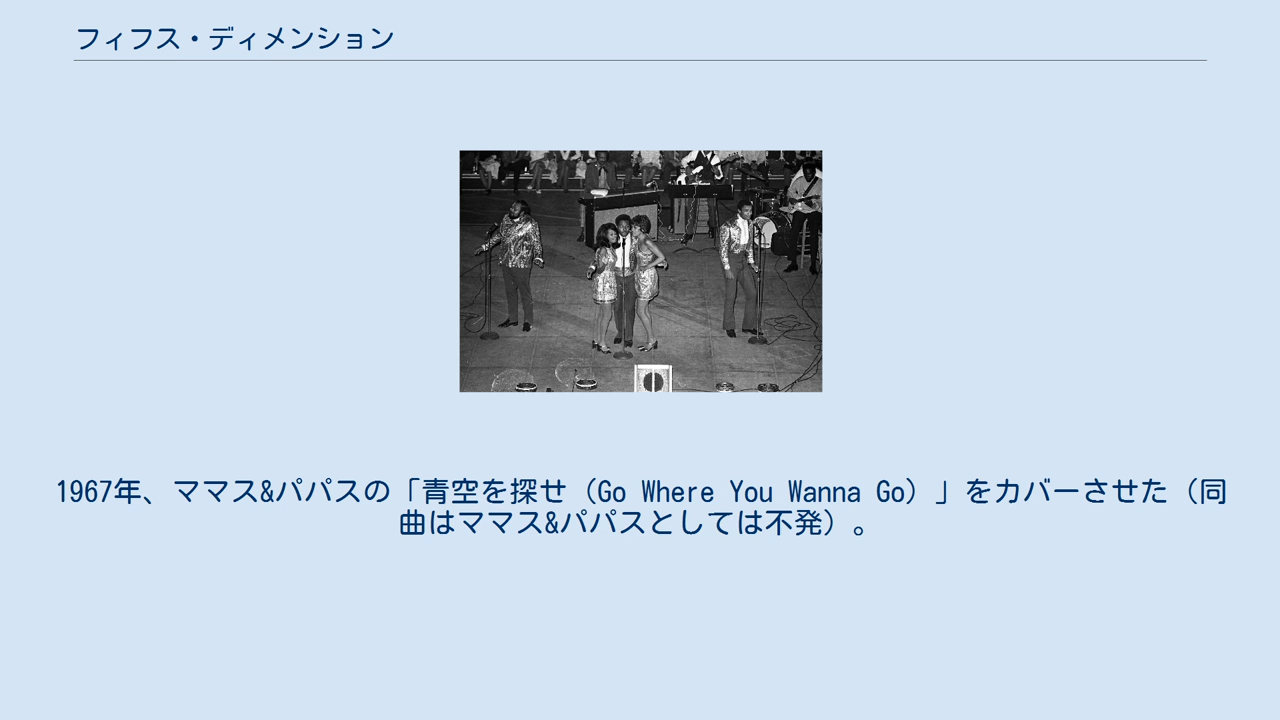 フィフス・ディメンション
1967年、ママス&パパスの「青空を探せ（Go Where You Wanna Go）」をカバーさせた（同
曲はママス&パパスとしては不発）。